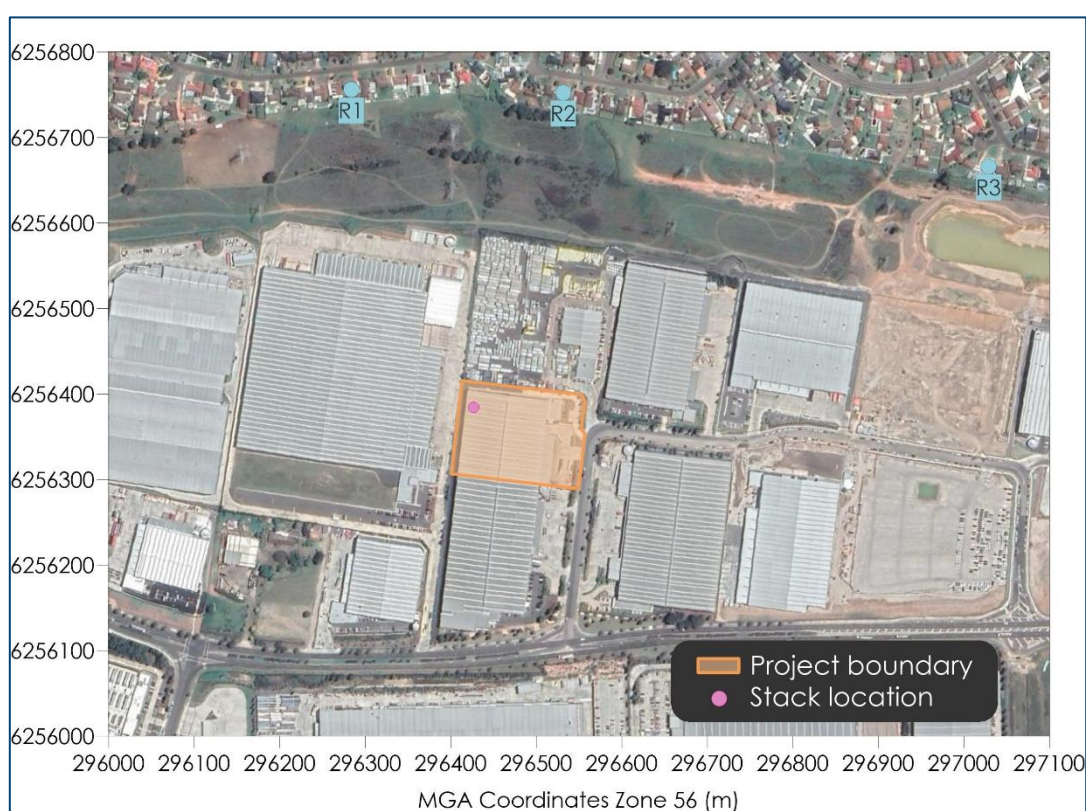 6256800
6256700
6256600
6256500
6256400
6256300
6256200
6256100
6256000
N
R1
R2
R3
Project boundary
Stack location
296000 296100 296200 296300 296400 296500 296600 296700 296800 296900 297000 297100
MGA Coordinates Zone 56 (m)